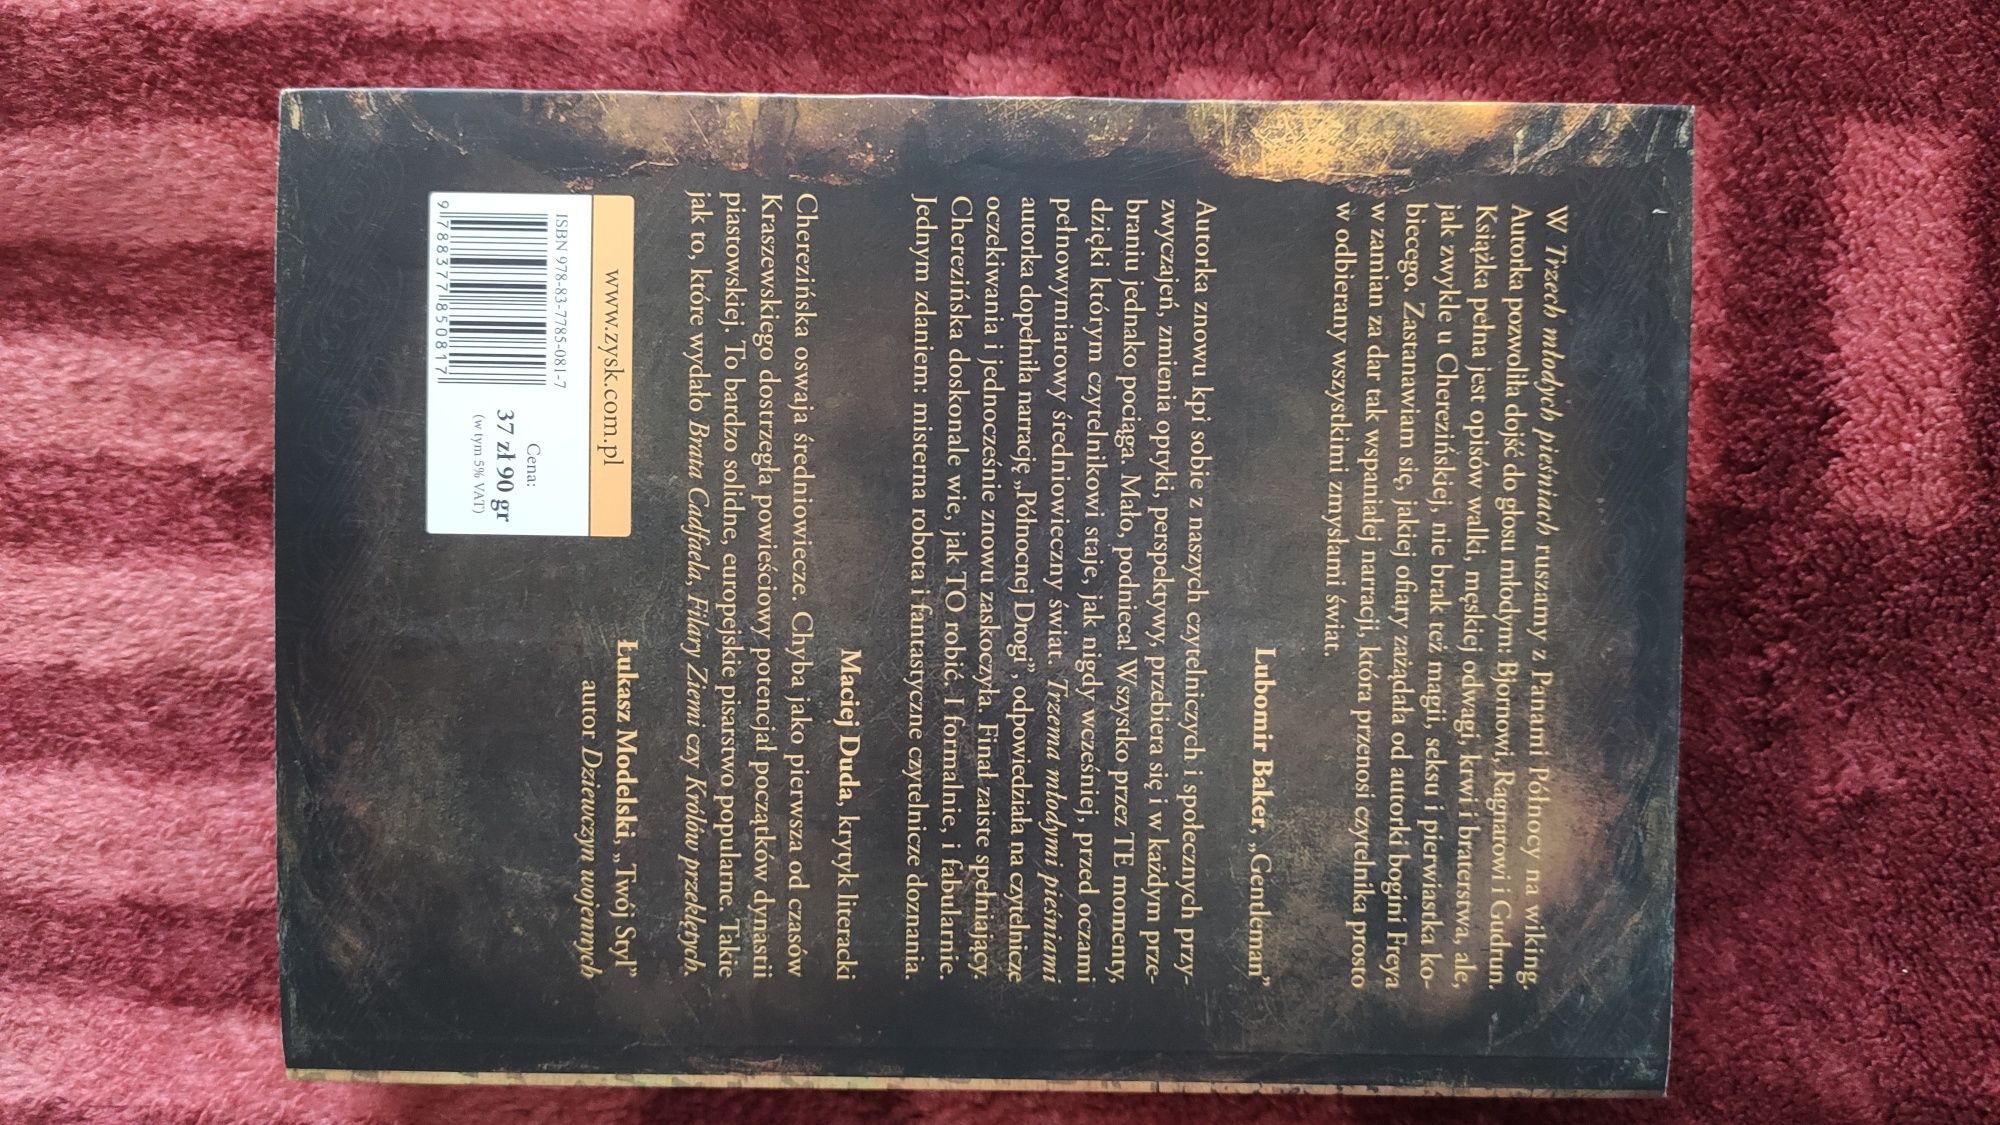 W Trzech młodych pieśniach ruszamy z Panami Północy na wiking.
Autorka pozwoliła dojść do głosu młodym: Bjornowi, Ragnarowi i Gudrun.
Książka pełna jest opisów walki, męskiej odwagi, krwi i braterstwa, ale,
jak zwykle u Cherezińskiej, nie brak też magii, seksu i pierwiastka ko-
biecego. Zastanawiam się, jakiej ofiary zażądała od autorki bogini Freya
w zamian za dar tak wspaniałej narracji, która przenosi czytelnika prosto
w odbierany wszystkimi zmysłami świat.
Lubomir Baker, „Gentleman”
Autorka znowu kpi sobie z naszych czytelniczych i społecznych przy-
zwyczajeń, zmienia optyki, perspektywy, przebiera się i w każdym prze-
braniu jednako pociąga. Mało, podnieca! Wszystko przez TE momenty,
dzięki którym czytelnikowi staje, jak nigdy wcześniej, przed oczami
pełnowymiarowy średniowieczny świat. Trzema młodymi pieśniami
autorka dopełniła narrację „Północnej Drogi”, odpowiedziała na czytelnicze
oczekiwania i jednocześnie znowu zaskoczyła. Finał zaiste spełniający.
Cherezińska doskonale wie, jak TO robić. I formalnie, i fabularnie.
Jednym zdaniem: misterna robota i fantastyczne czytelnicze doznania.
Maciej Duda, krytyk literacki
Cherezińska oswaja średniowiecze. Chyba jako pierwsza od czasów
Kraszewskiego dostrzegła powieściowy potencjał początków dynastii
piastowskiej. To bardzo solidne, europejskie pisarstwo popularne. Takie
jak to, które wydało Brata Cadfaela, Filary Ziemi czy Królów przeklętych.
Łukasz Modelski, „Twój Styl”
autor Dziewczyn wojennych
www.zysk.com.pl
ISBN 978-83-7785-081-7
9 788377 850817
Cena:
37 zł 90 gr
(w tym 5% VAT)